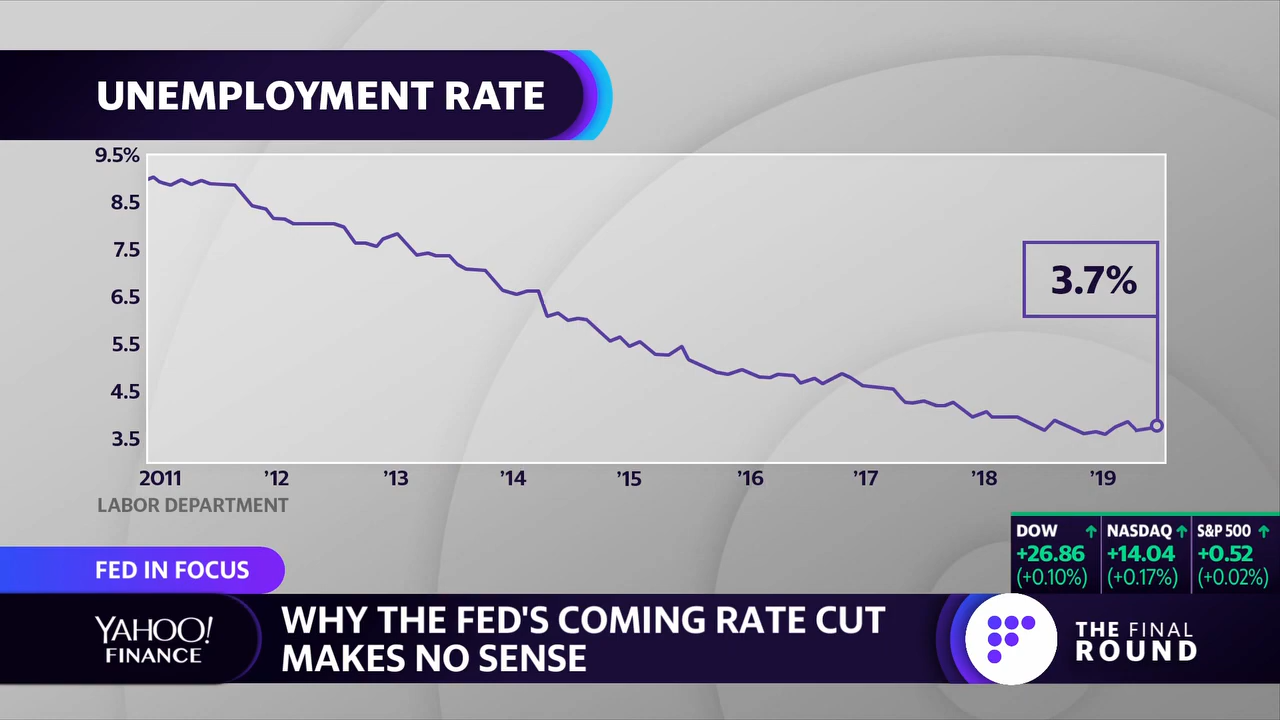 UNEMPLOYMENT RATE
9.5%
8.5
7.5
6.5
5.5
4.5
3.5
3.7%
2011 ’12 ’13 ’14 ’15 ’16 ’17 ’18 ’19
LABOR DEPARTMENT
DOW NASDAQ S&P 500
+26.86 +14.04 +0.52
(+0.10%) (+0.17%) (+0.02%)
FED IN FOCUS
YAHOO!
FINANCE
WHY THE FED'S COMING RATE CUT
MAKES NO SENSE
THE FINAL
ROUND